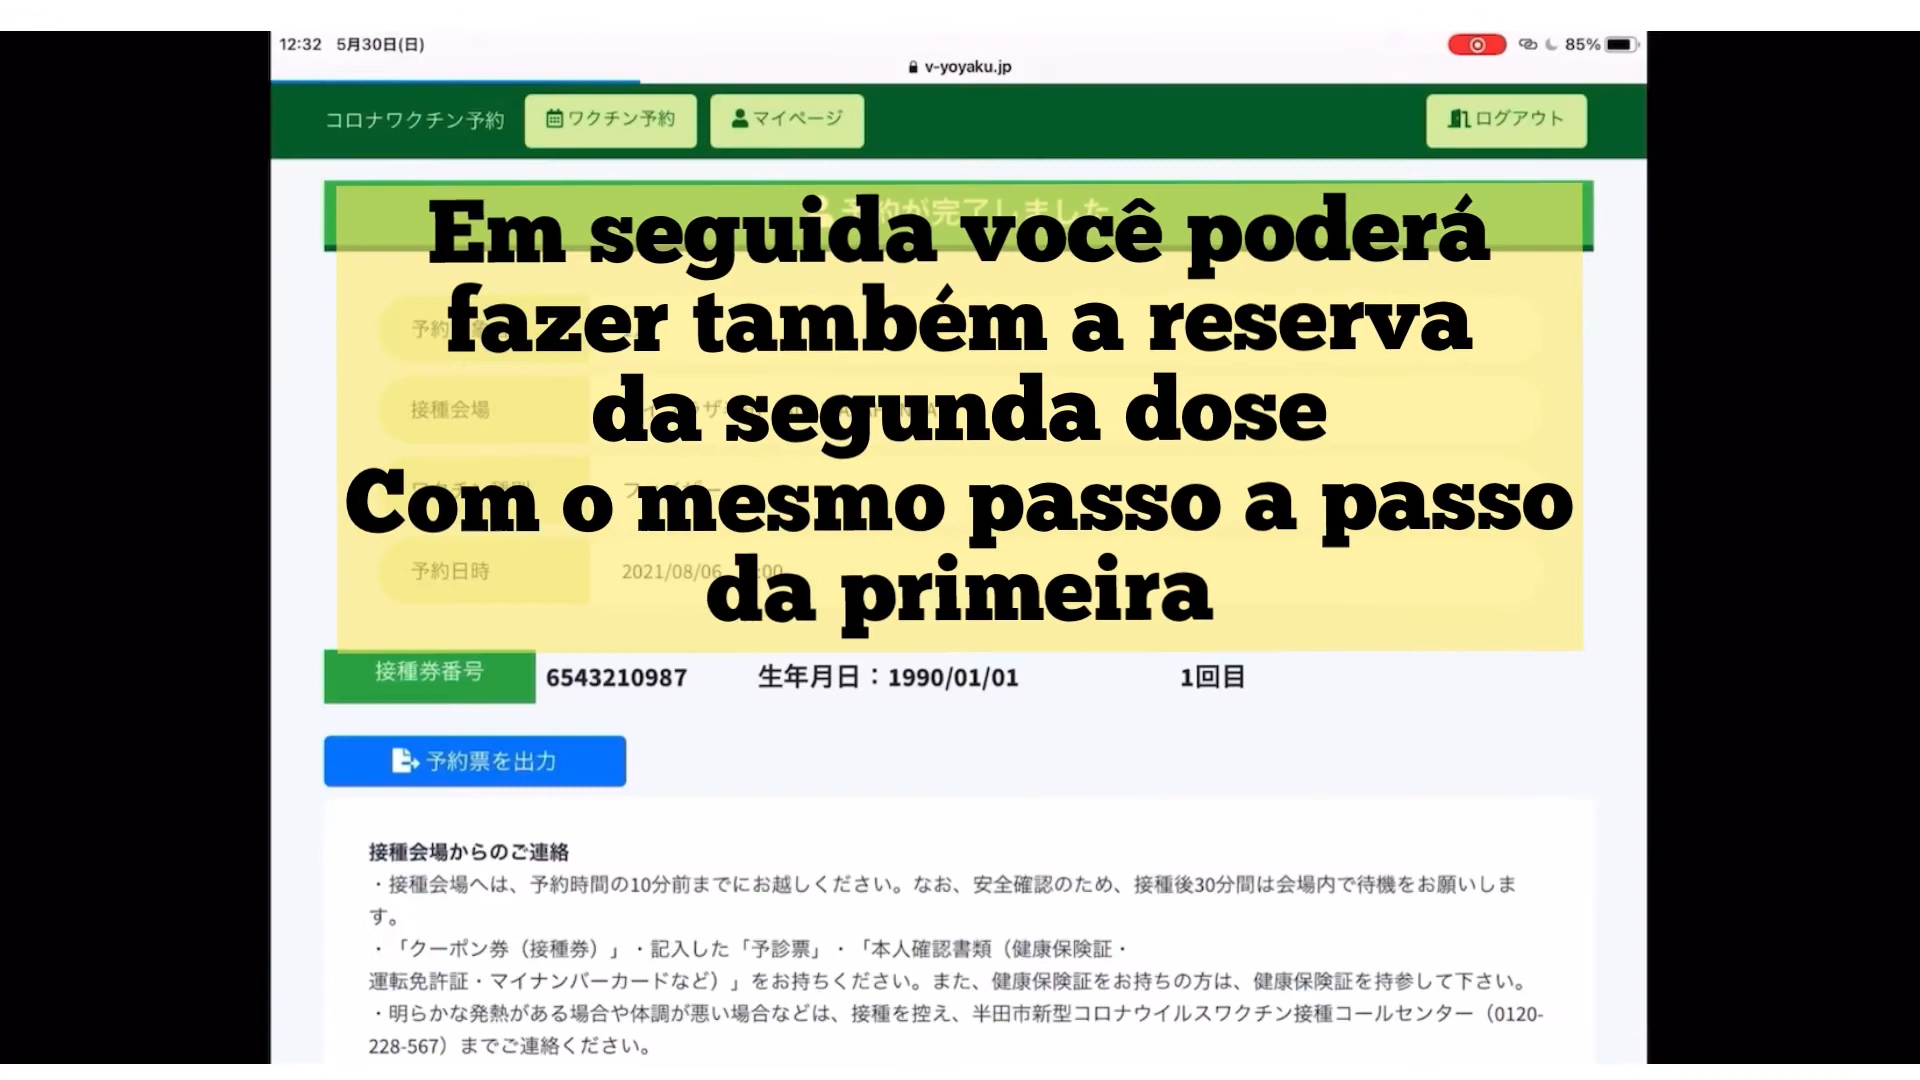 12:32 5月30日(日)
85%
v-yoyaku.jp
コロナワクチン予約
ワクチン予約
マイページ
ログアウト
予約が完了しました
Em seguida você poderá
fazer também a reserva
da segunda dose
Com o mesmo passo a passo
da primeira
接種会場
予約日時
2021/08/06
接種券番号
6543210987 生年月日：1990/01/01 1回目
予約票を出力
接種会場からのご連絡
・接種会場へは、予約時間の10分前までにお越しください。なお、安全確認のため、接種後30分間は会場内で待機をお願いしま
す。
・「クーポン券（接種券）」・記入した「予診票」・「本人確認書類（健康保険証・
運転免許証・マイナンバーカードなど）」をお持ちください。また、健康保険証をお持ちの方は、健康保険証を持参して下さい。
・明らかな発熱がある場合や体調が悪い場合などは、接種を控え、半田市新型コロナウイルスワクチン接種コールセンター（0120-
228-567）までご連絡ください。